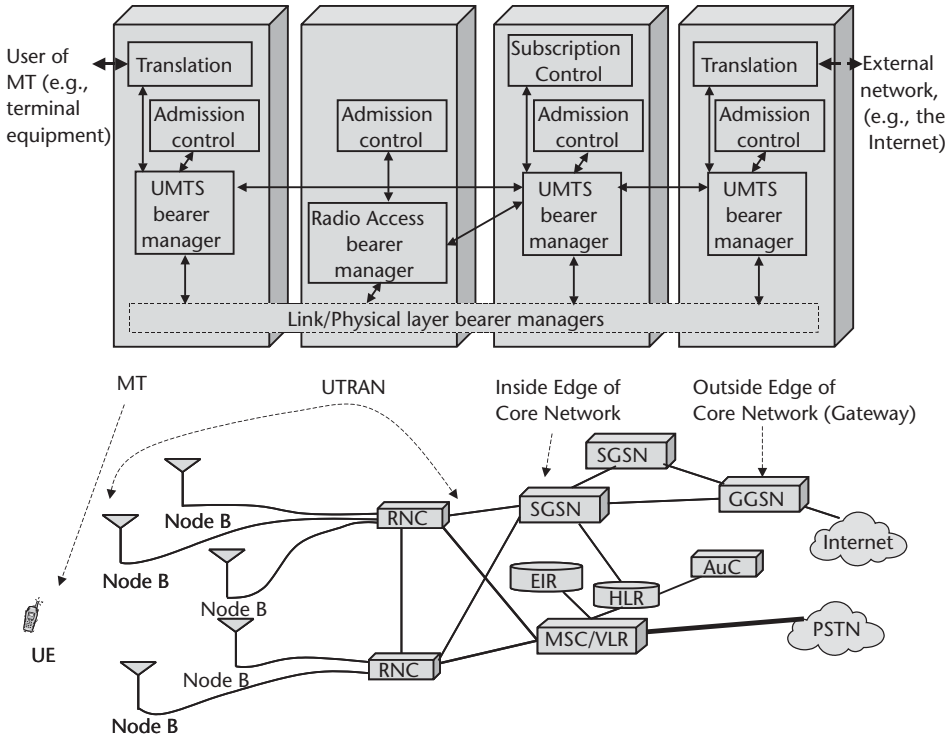 User of
MT (e.g.,
terminal
equipment)
Translation
Admission
control
UMTS
bearer
manager
Admission
control
Radio Access
bearer
manager
Subscription
Control
Admission
control
UMTS
bearer
manager
Translation
Admission
control
UMTS
bearer
manager
External
network,
(e.g., the
Internet)
Link/Physical layer bearer managers
MT
UTRAN
Inside Edge of
Core Network
Outside Edge of
Core Network (Gateway)
SGSN
Node B
RNC
SGSN
GGSN
Internet
Node B
Node B
EIR
HLR
AuC
UE
Node B
RNC
MSC/VLR
PSTN
Node B